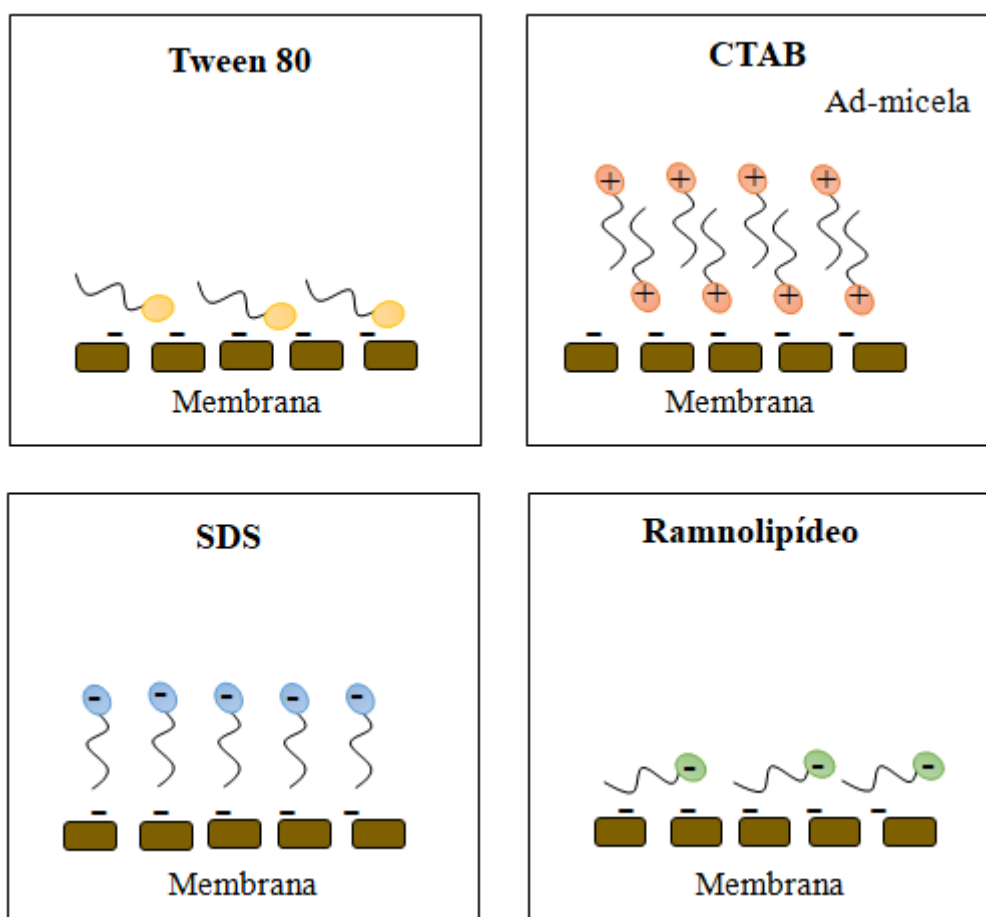 Tween 80
Membrana
CTAB
Ad-micela
Membrana
SDS
Membrana
Ramnolipídeo
Membrana